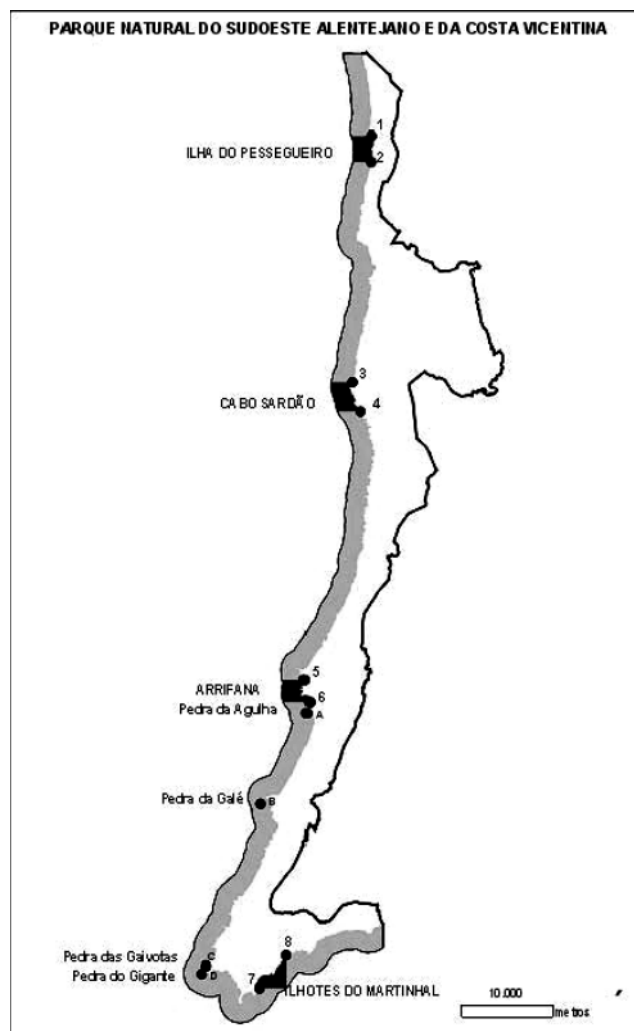 PARQUE NATURAL DO SUDOESTE ALENTEJANO E DA COSTA VICENTINA
1
ILHA DO PESSEGUEIRO
2
3
CABO SARDÃO
4
5
ARRIFANA
6
Pedra da Agulha
A
Pedra da Galé
B
8
Pedra das Gaivotas
C
Pedra do Gigante
D
7
ILHOTES DO MARTINHAL
10.000
metros